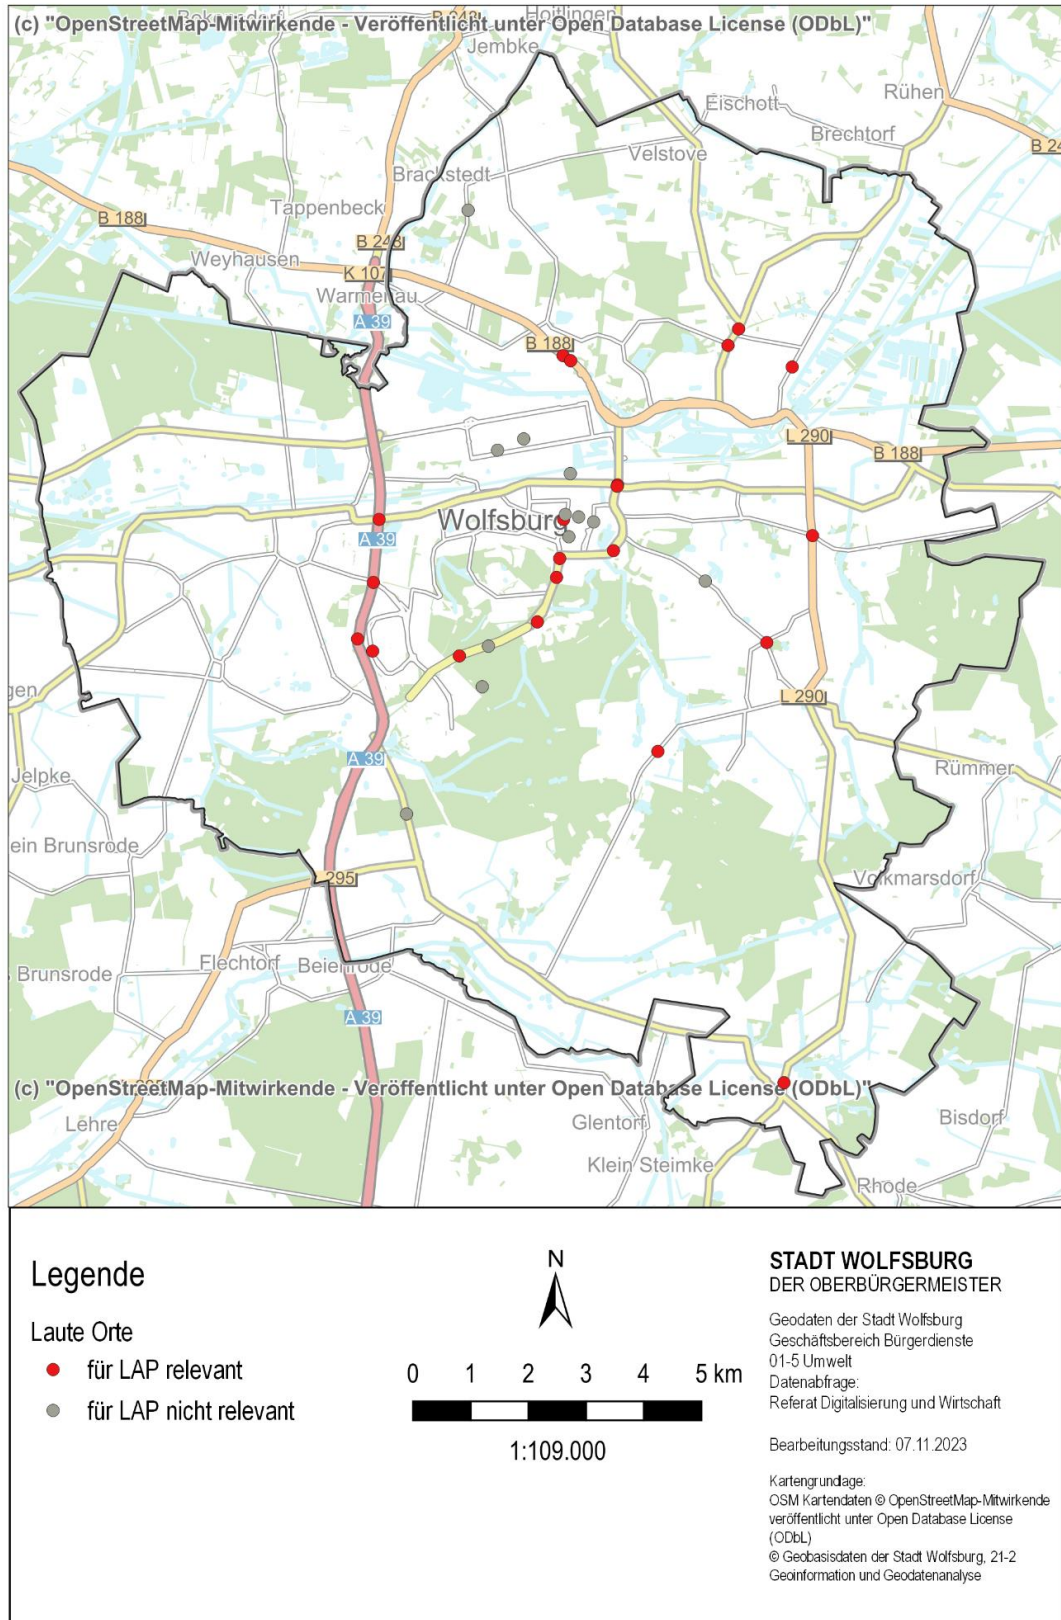 (c) "OpenStreetMap-Mitwirkende - Veröffentlicht unter Open Database License (ODbL)"
Hoitlingen
Jembke
Rühen
Eischott
Brechtorf
Velstove
B 188
Brackstedt
Tappenbeck
B 248
Weyhausen
K 107
Warmenau
A 39
B 188
L 290
B 188
Wolfsburg
A 39
L 290
A 39
Jelpke
Rümmer
ein Brunsrode
295
Volkmarsdorf
Flechtorf
Beienrode
Brunsrode
A 39
(c) "OpenStreetMap-Mitwirkende - Veröffentlicht unter Open Database License (ODbL)"
Lehre
Glentorf
Bisdorf
Klein Steimke
Rhode
Legende
Laute Orte
für LAP relevant
für LAP nicht relevant
N
0 1 2 3 4 5 km
1:109.000
STADT WOLFSBURG
DER OBERBÜRGERMEISTER
Geodaten der Stadt Wolfsburg
Geschäftsbereich Bürgerdienste
01-5 Umwelt
Datenabfrage:
Referat Digitalisierung und Wirtschaft
Bearbeitungsstand: 07.11.2023
Kartengrundlage:
OSM Kartendaten © OpenStreetMap-Mitwirkende
veröffentlicht unter Open Database License
(ODbL)
© Geobasisdaten der Stadt Wolfsburg, 21-2
Geoinformation und Geodatenanalyse